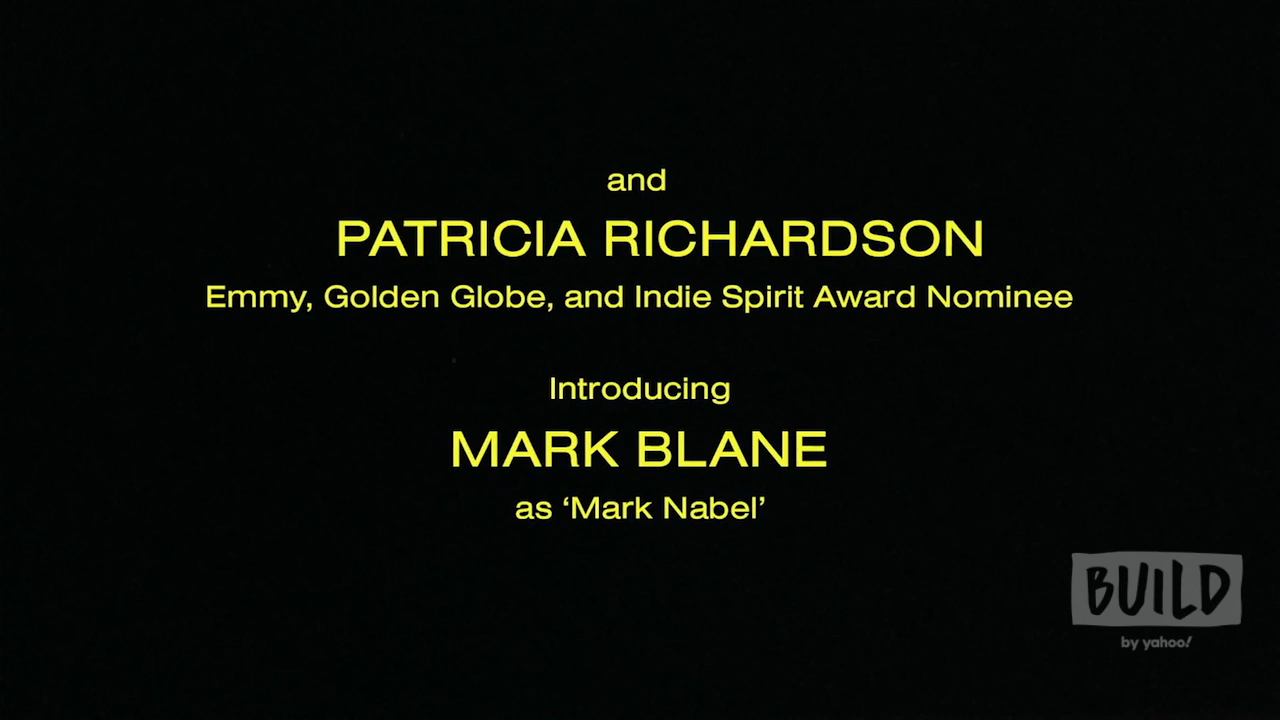 and
PATRICIA RICHARDSON
Emmy, Golden Globe, and Indie Spirit Award Nominee
Introducing
MARK BLANE
as ‘Mark Nabel’
BUILD
by yahoo!